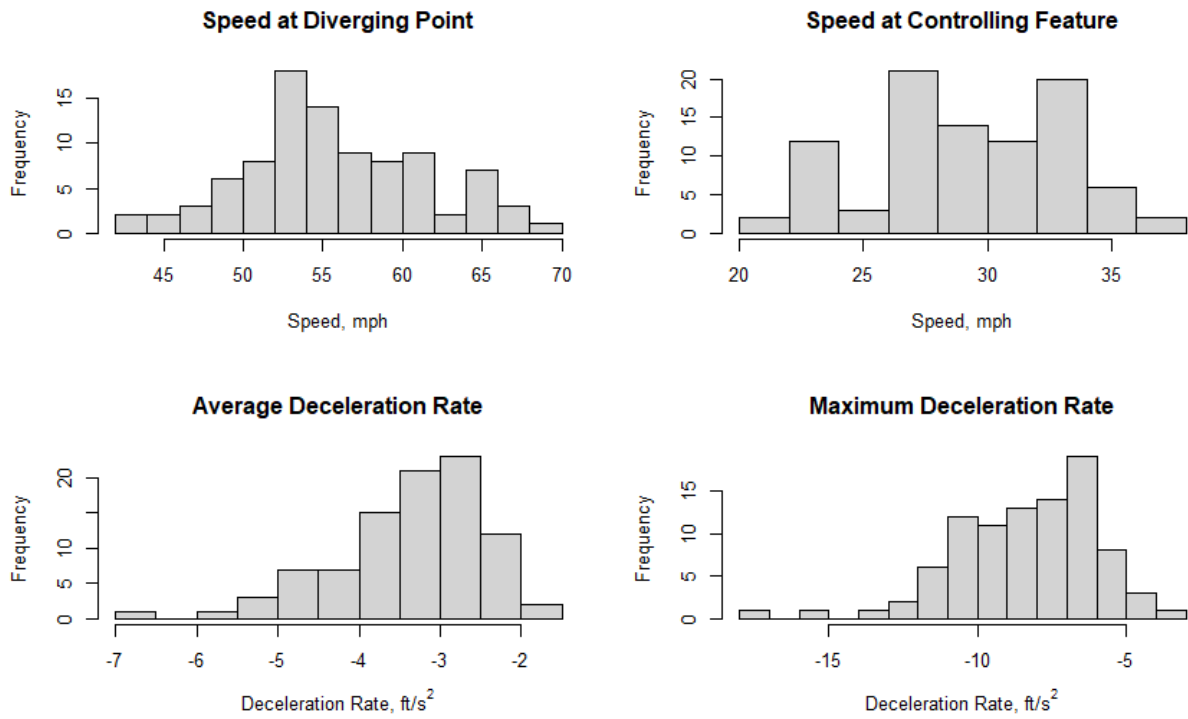 Speed at Diverging Point
Frequency
0
5
10
15
45 50 55 60 65 70
Speed, mph
Speed at Controlling Feature
Frequency
0
5
10
15
20
20 25 30 35
Speed, mph
Average Deceleration Rate
Frequency
0
5
10
20
-7 -6 -5 -4 -3 -2
Deceleration Rate, ft/s²
Maximum Deceleration Rate
Frequency
0
5
10
15
-15 -10 -5
Deceleration Rate, ft/s²